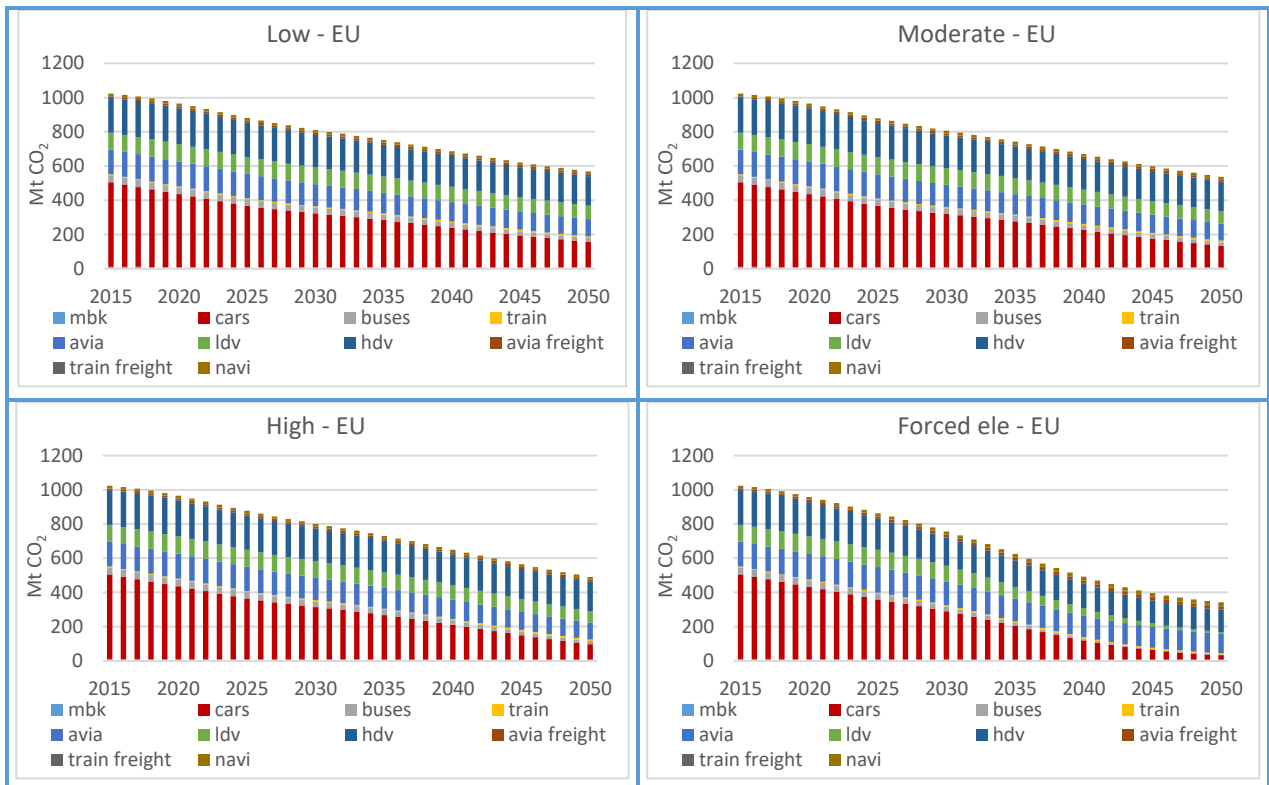 Low - EU
Mt CO₂
1200
1000
800
600
400
200
0
2015 2020 2025 2030 2035 2040 2045 2050
mbk cars buses train
avia ldv hdv avia freight
train freight navi
Moderate - EU
Mt CO₂
1200
1000
800
600
400
200
0
2015 2020 2025 2030 2035 2040 2045 2050
mbk cars buses train
avia ldv hdv avia freight
train freight navi
High - EU
Mt CO₂
1200
1000
800
600
400
200
0
2015 2020 2025 2030 2035 2040 2045 2050
mbk cars buses train
avia ldv hdv avia freight
train freight navi
Forced ele - EU
Mt CO₂
1200
1000
800
600
400
200
0
2015 2020 2025 2030 2035 2040 2045 2050
mbk cars buses train
avia ldv hdv avia freight
train freight navi